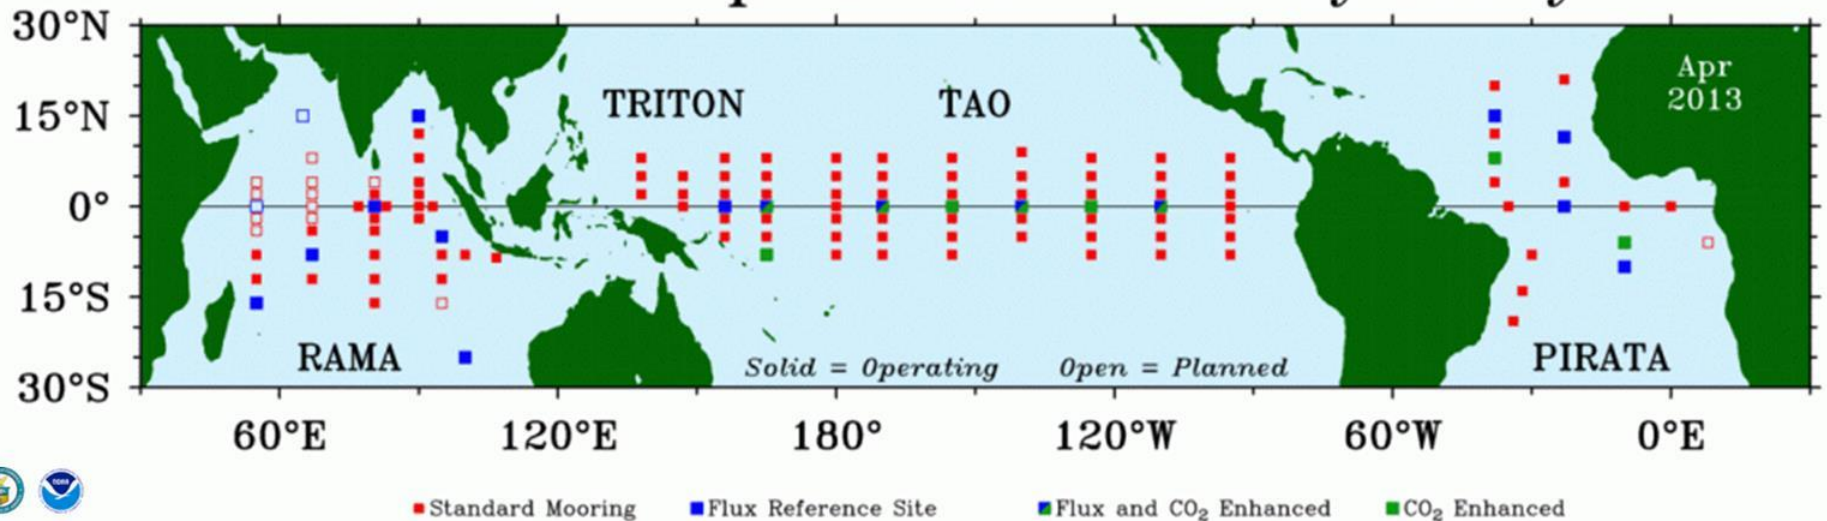 30°N
15°N
0°
15°S
30°S
TRITON
TAO
Apr
2013
RAMA
Solid = Operating
Open = Planned
PIRATA
60°E
120°E
180°
120°W
60°W
0°E
Standard Mooring
Flux Reference Site
Flux and CO₂ Enhanced
CO₂ Enhanced